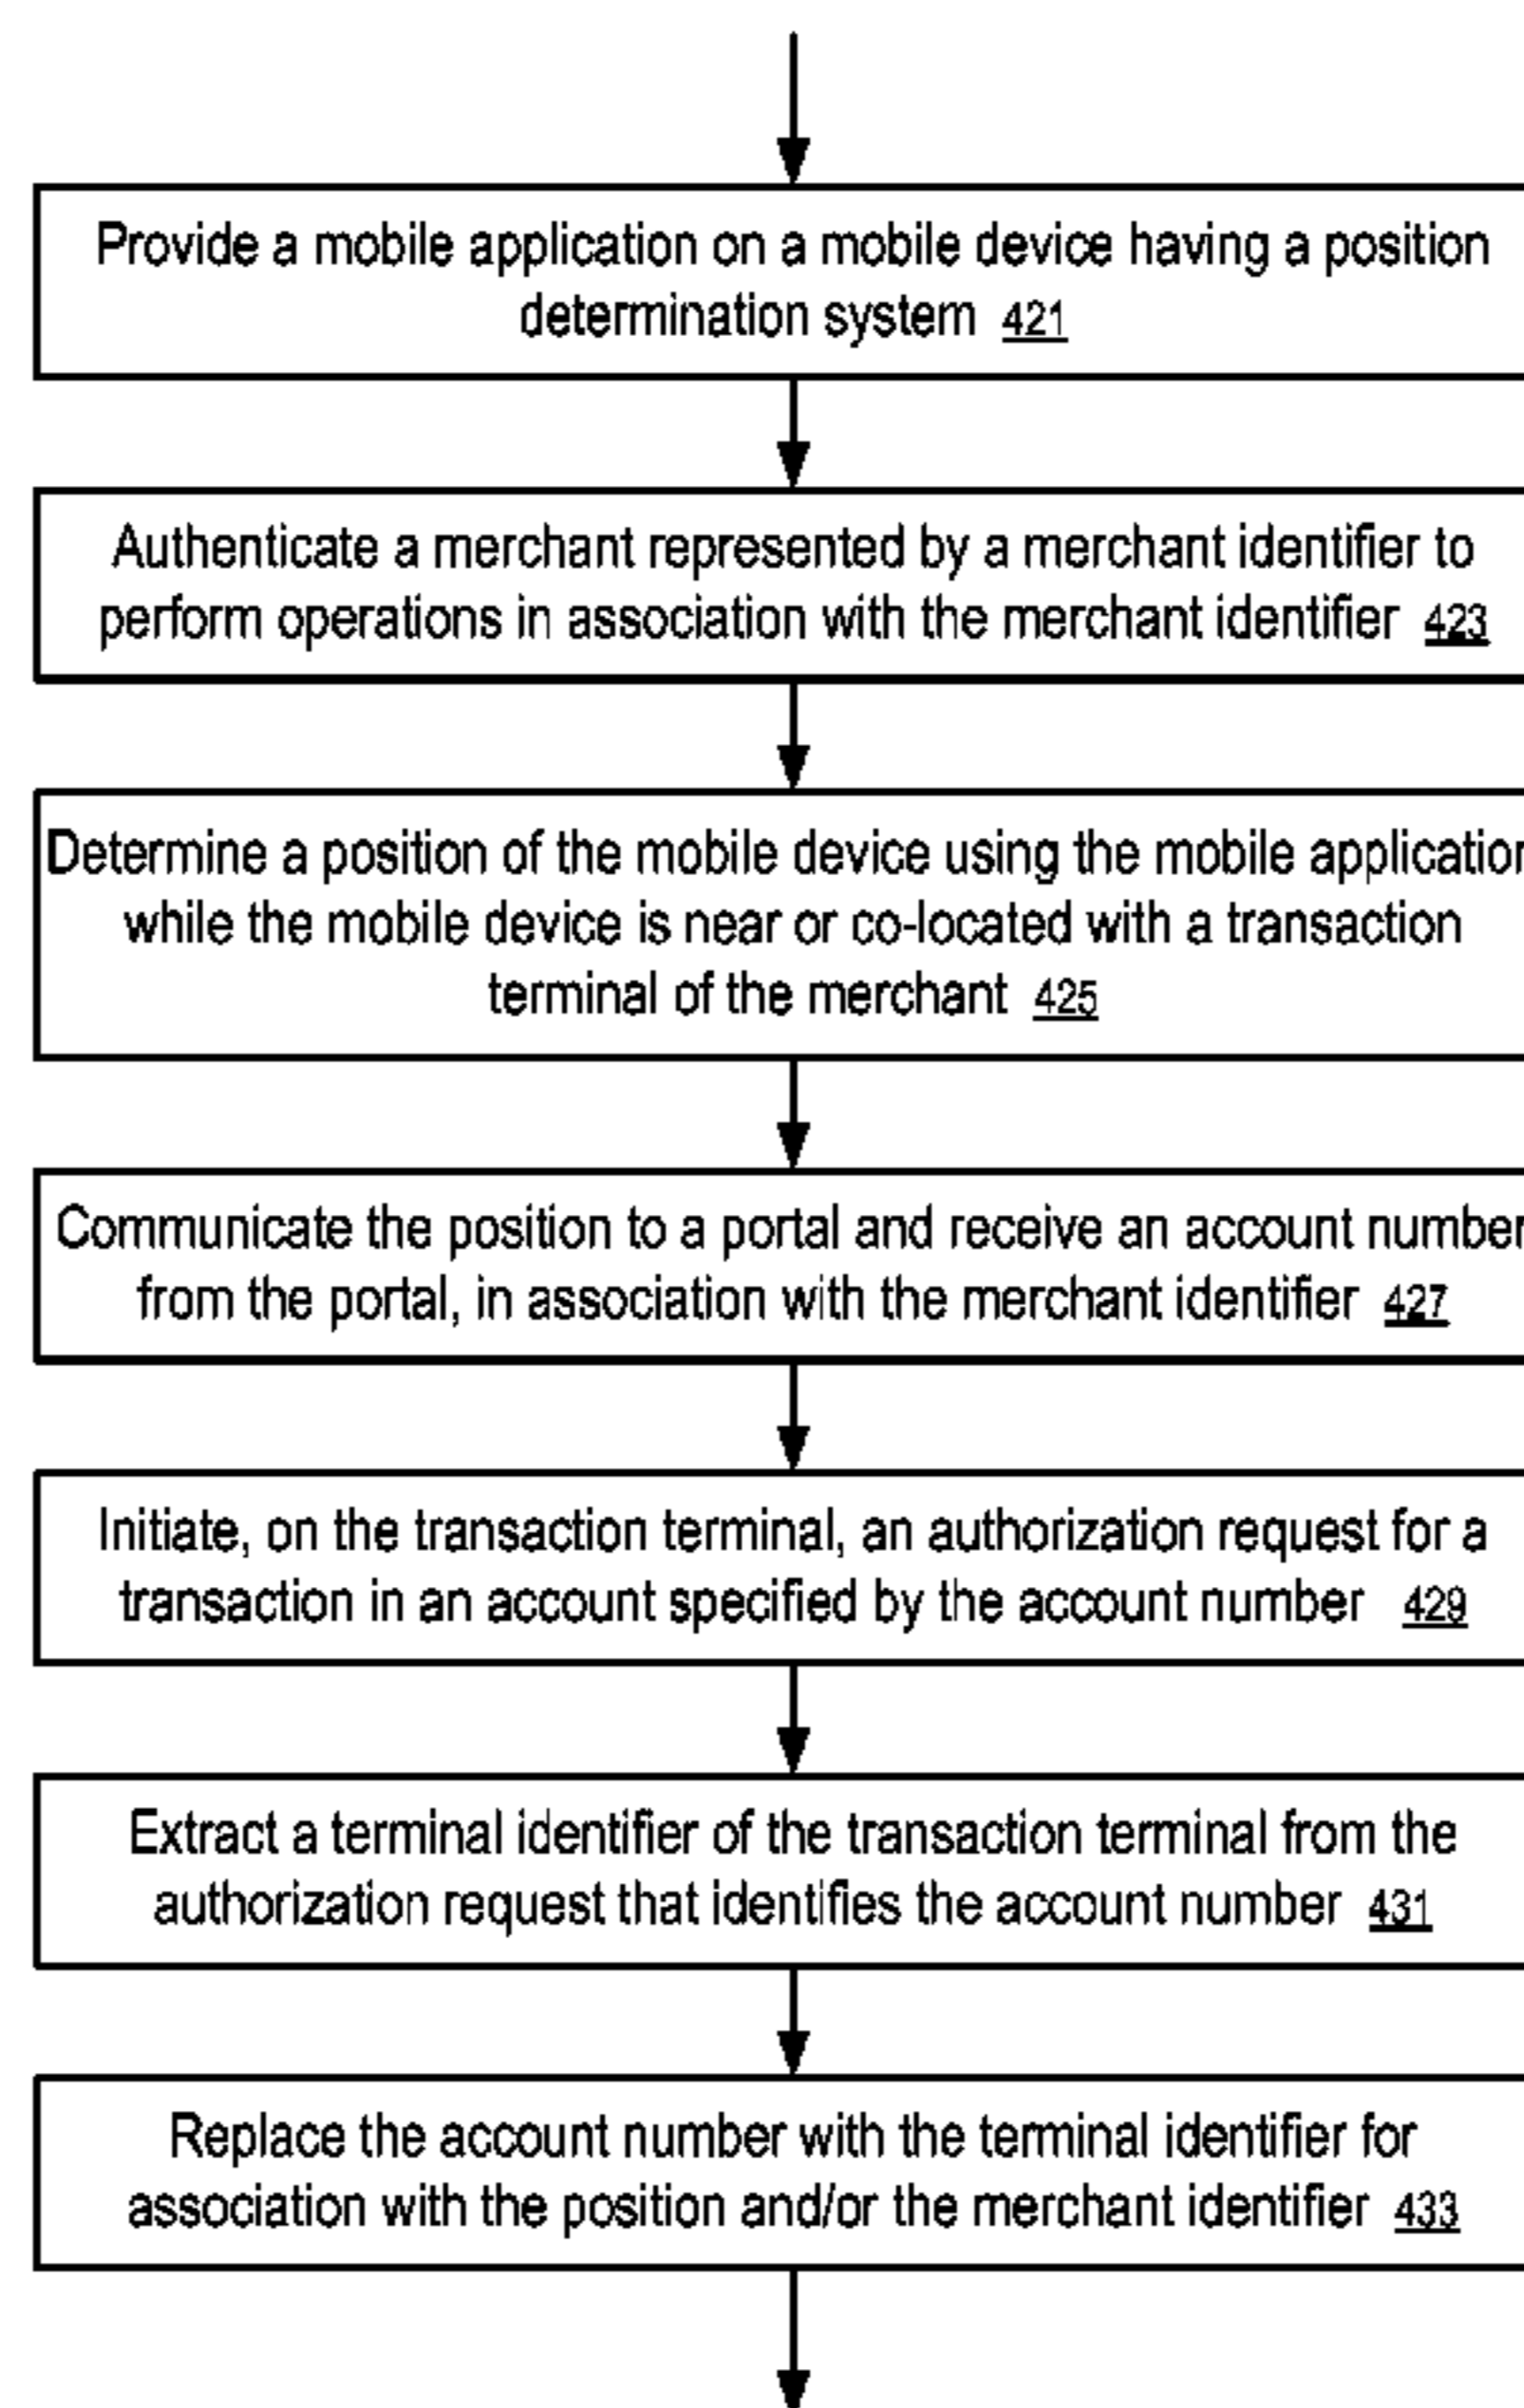 Provide a mobile application on a mobile device having a position
determination system 421
Authenticate a merchant represented by a merchant identifier to
perform operations in association with the merchant identifier 423
Determine a position of the mobile device using the mobile application
while the mobile device is near or co-located with a transaction
terminal of the merchant 425
Communicate the position to a portal and receive an account number
from the portal, in association with the merchant identifier 427
Initiate, on the transaction terminal, an authorization request for a
transaction in an account specified by the account number 429
Extract a terminal identifier of the transaction terminal from the
authorization request that identifies the account number 431
Replace the account number with the terminal identifier for
association with the position and/or the merchant identifier 433